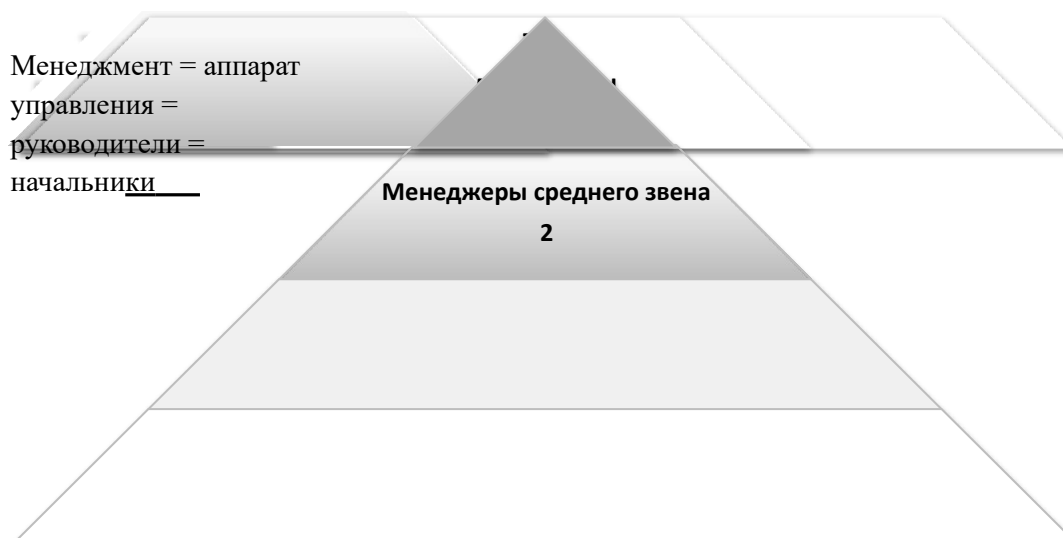 Менеджмент = аппарат
управления =
руководители =
начальники
Менеджеры среднего звена
2